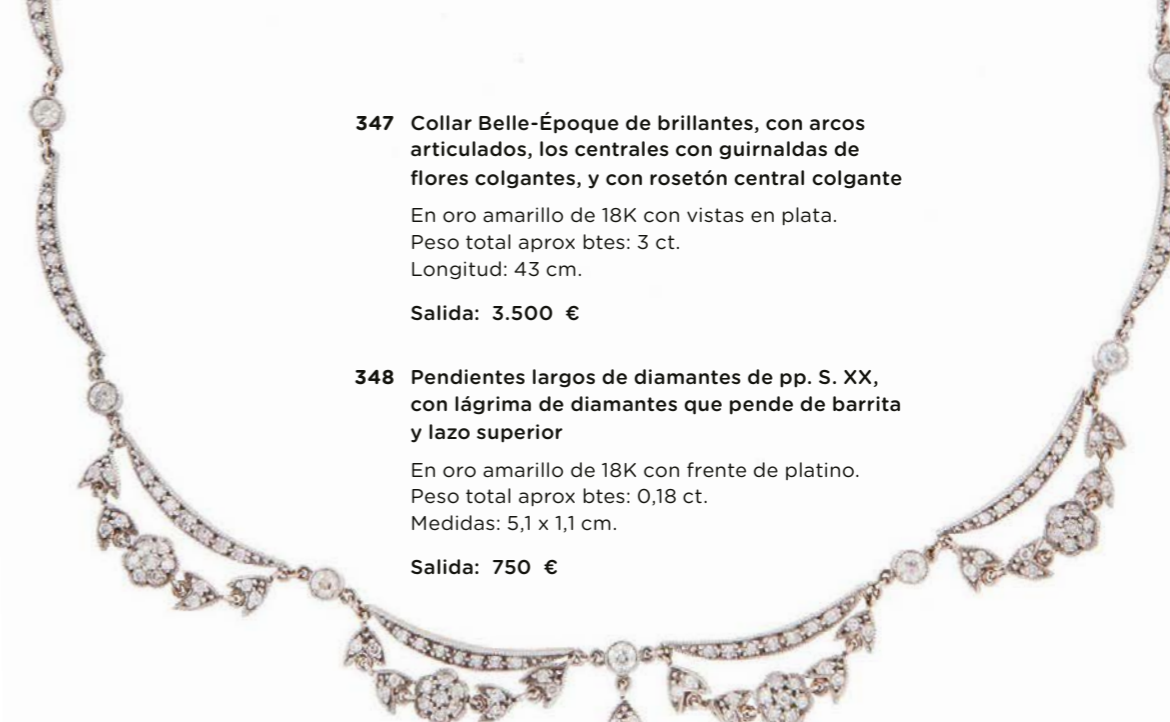 347 Collar Belle-Époque de brillantes, con arcos
articulados, los centrales con guirnaldas de
flores colgantes, y con rosetón central colgante
En oro amarillo de 18K con vistas en plata.
Peso total aprox btes: 3 ct.
Longitud: 43 cm.
Salida: 3.500 €
348 Pendientes largos de diamantes de pp. S. XX,
con lágrima de diamantes que pende de barrita
y lazo superior
En oro amarillo de 18K con frente de platino.
Peso total aprox btes: 0,18 ct.
Medidas: 5,1 x 1,1 cm.
Salida: 750 €